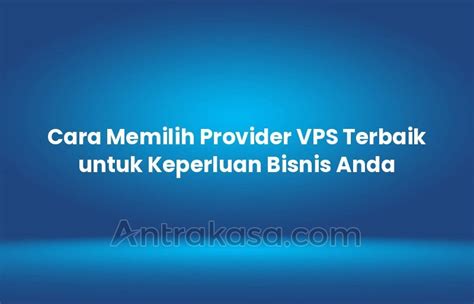 Cara Memilih Provider VPS Terbaik
untuk Keperluan Bisnis Anda
Antrakasa.com